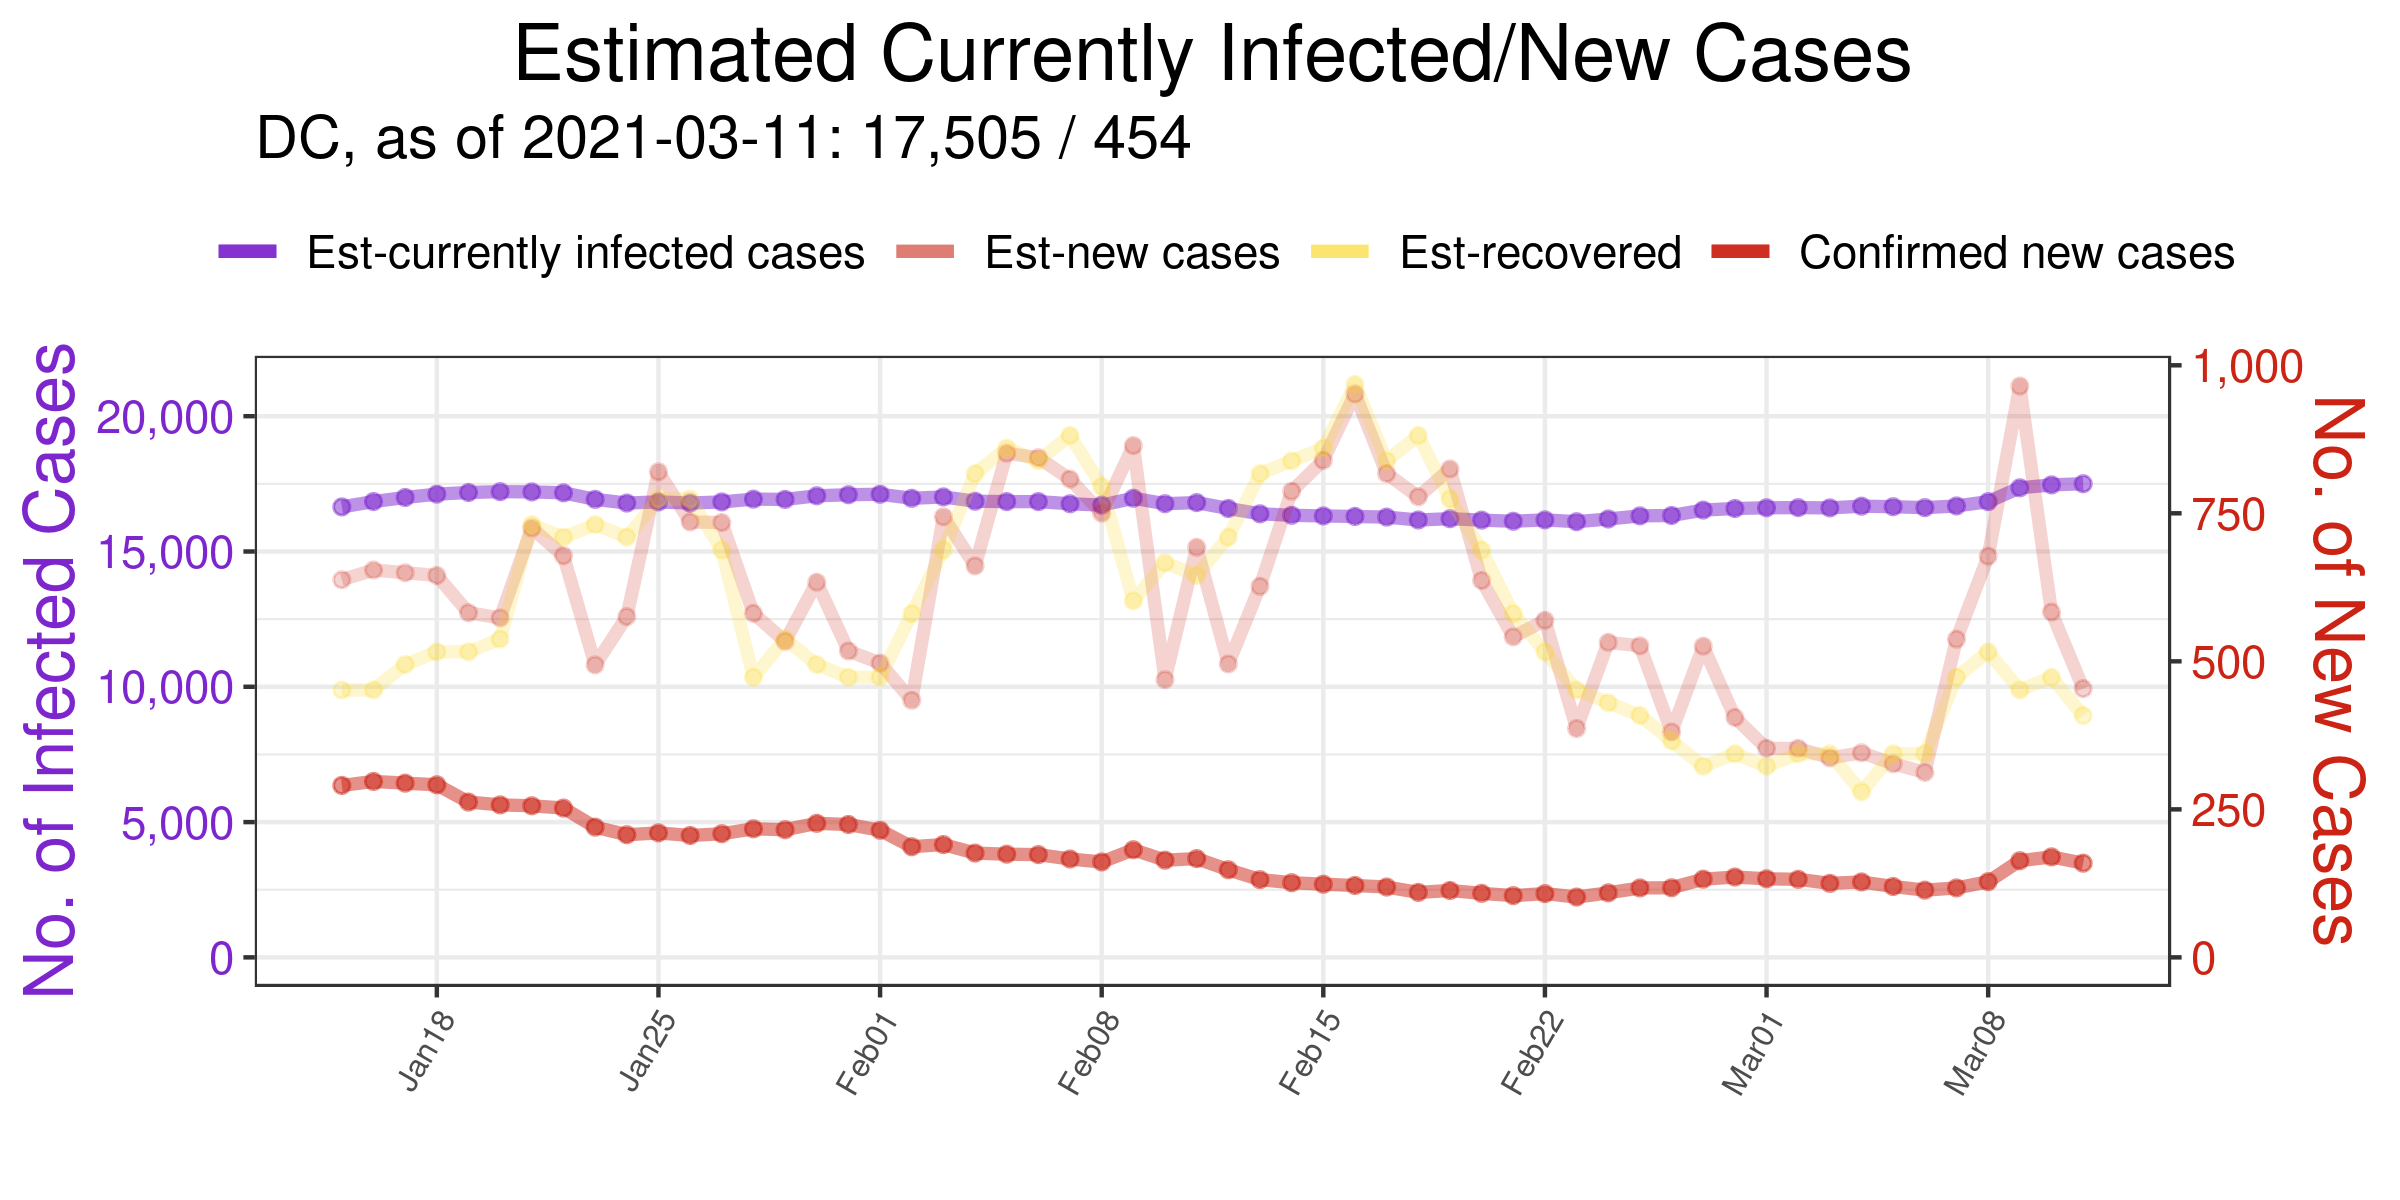 Estimated Currently Infected/New Cases
DC, as of 2021-03-11: 17,505 / 454
Est-currently infected cases Est-new cases Est-recovered Confirmed new cases
No. of Infected Cases
20,000
15,000
10,000
5,000
0
1,000
750
500
250
0
No. of New Cases
Jan18 Jan25 Feb01 Feb08 Feb15 Feb22 Mar01 Mar08